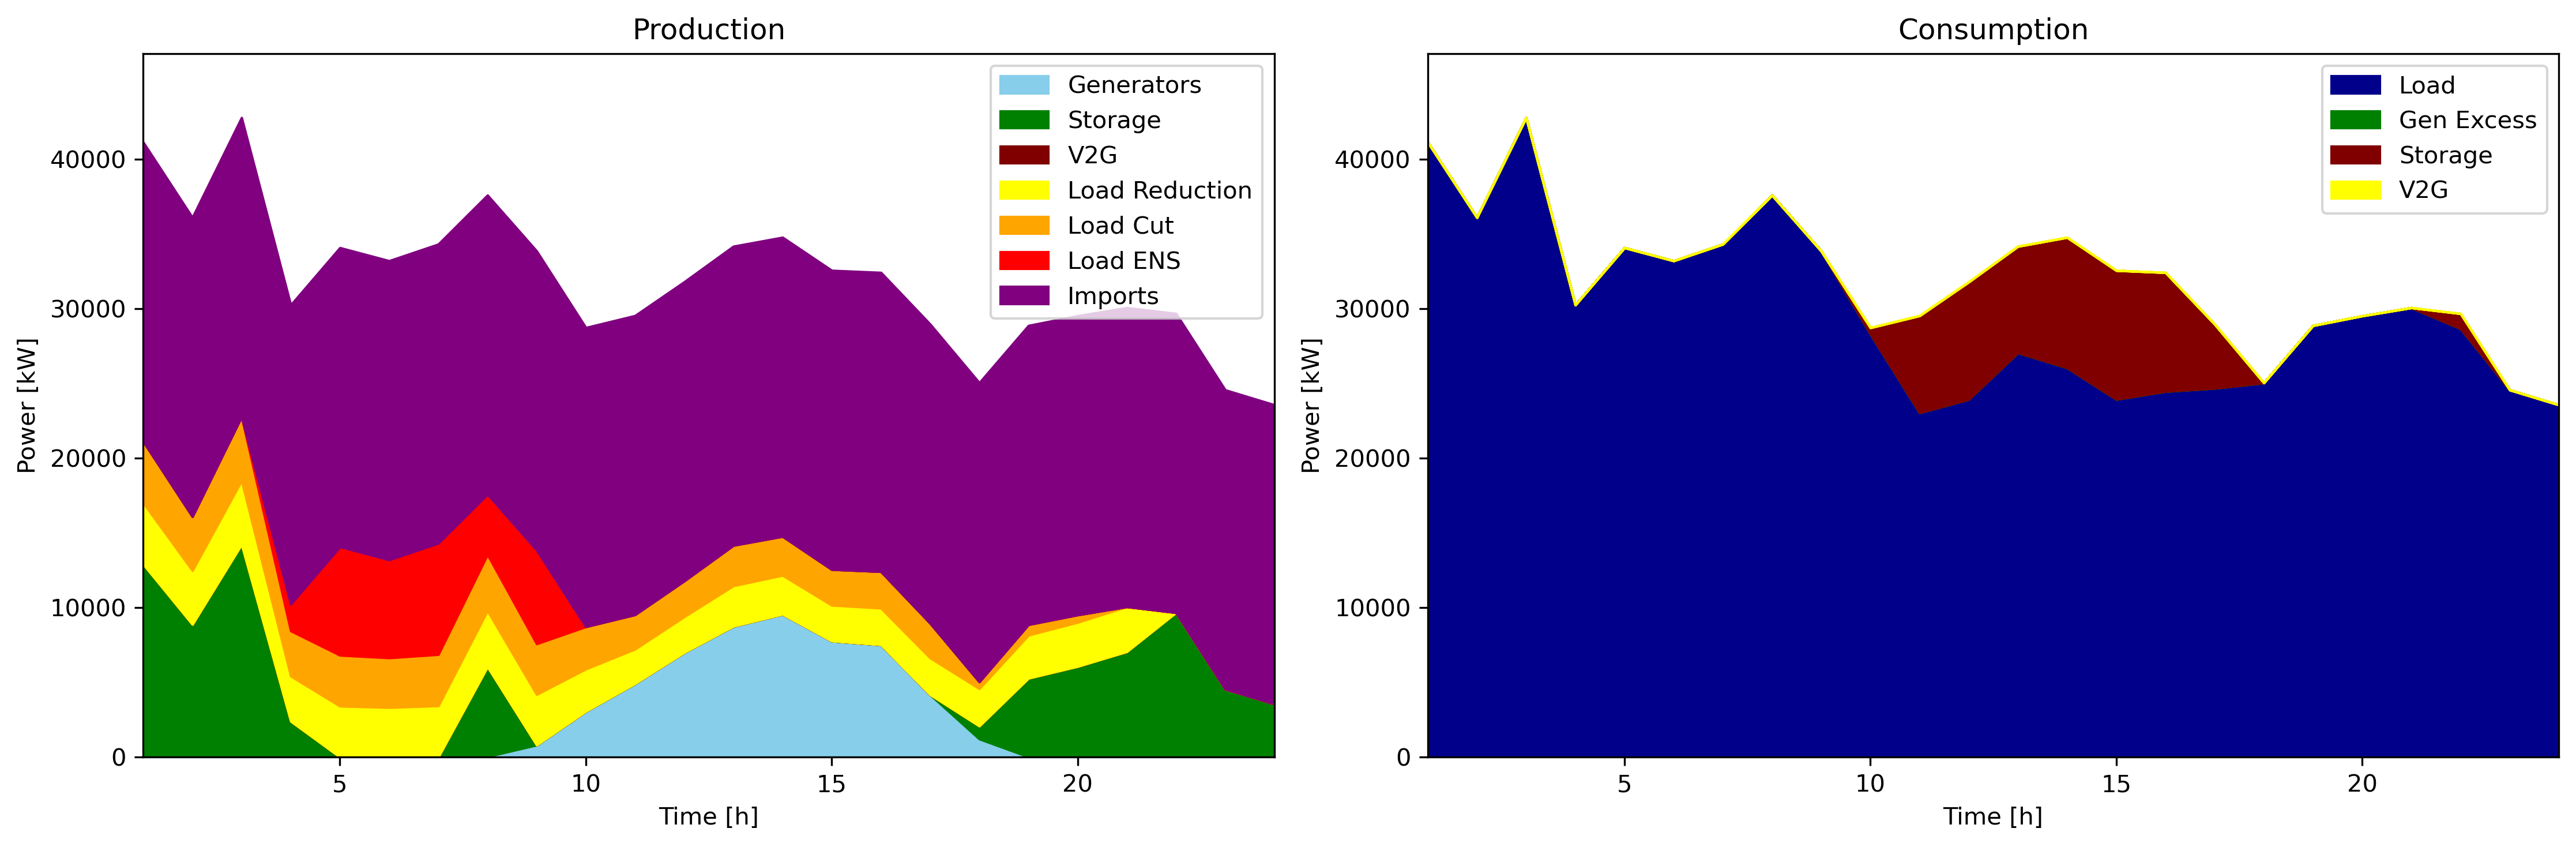 Production
Power [kW]
40000
30000
20000
10000
0
5 10 15 20
Time [h]
Generators
Storage
V2G
Load Reduction
Load Cut
Load ENS
Imports
Consumption
Power [kW]
40000
30000
20000
10000
0
5 10 15 20
Time [h]
Load
Gen Excess
Storage
V2G